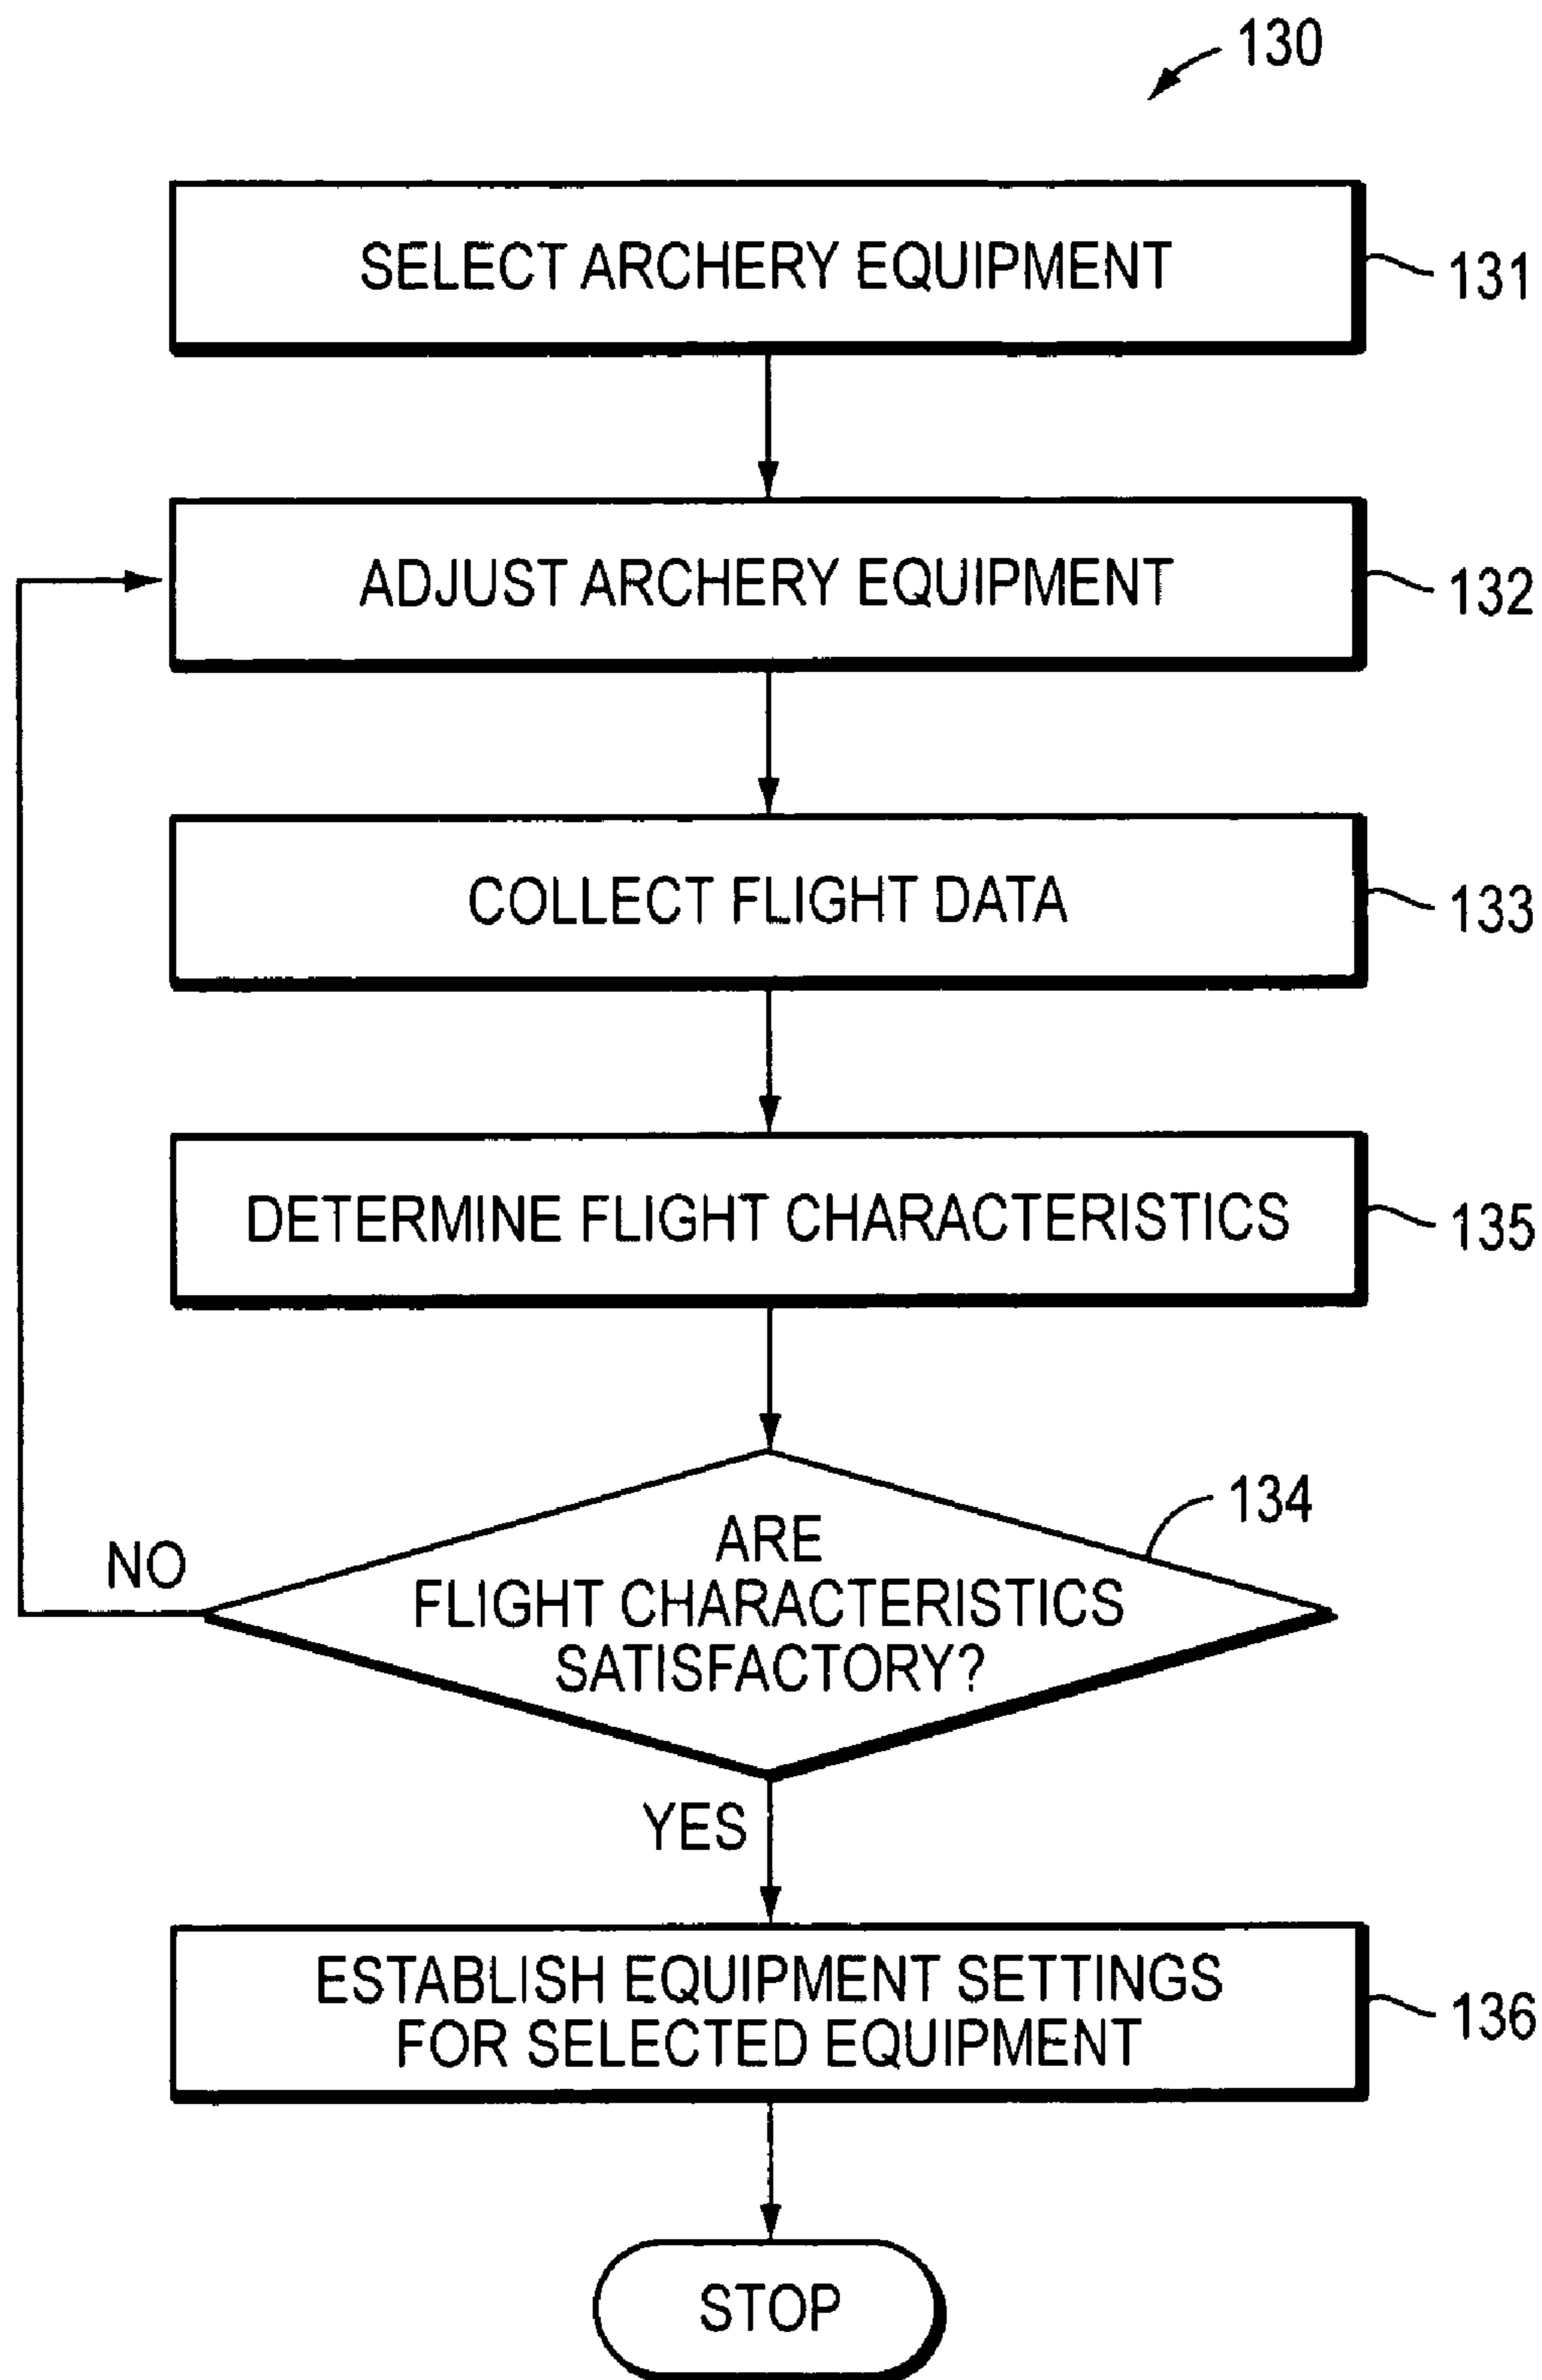 130
SELECT ARCHERY EQUIPMENT
131
ADJUST ARCHERY EQUIPMENT
132
COLLECT FLIGHT DATA
133
DETERMINE FLIGHT CHARACTERISTICS
135
134
ARE
FLIGHT CHARACTERISTICS
SATISFACTORY?
NO
YES
ESTABLISH EQUIPMENT SETTINGS
FOR SELECTED EQUIPMENT
136
STOP